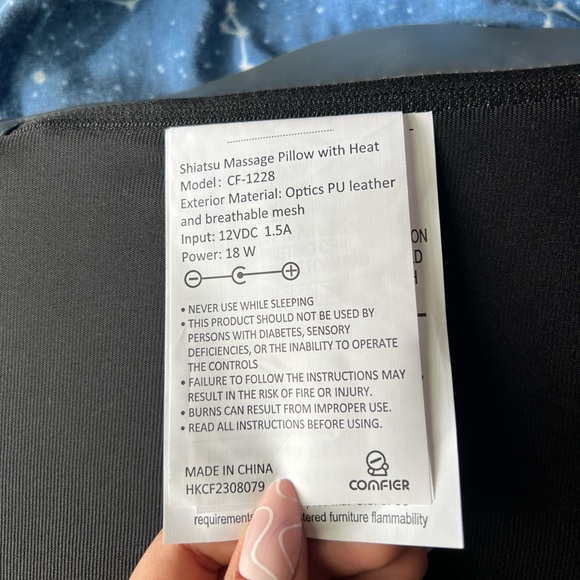 Shiatsu Massage Pillow with Heat
Model: CF-1228
Exterior Material: Optics PU leather
and breathable mesh
Input: 12VDC 1.5A
Power: 18 W
• NEVER USE WHILE SLEEPING
• THIS PRODUCT SHOULD NOT BE USED BY
PERSONS WITH DIABETES, SENSORY
DEFICIENCIES, OR THE INABILITY TO OPERATE
THE CONTROLS
• FAILURE TO FOLLOW THE INSTRUCTIONS MAY
RESULT IN THE RISK OF FIRE OR INJURY.
• BURNS CAN RESULT FROM IMPROPER USE.
• READ ALL INSTRUCTIONS BEFORE USING.
MADE IN CHINA
HKCF2308079
COMFIER
furniture flammability